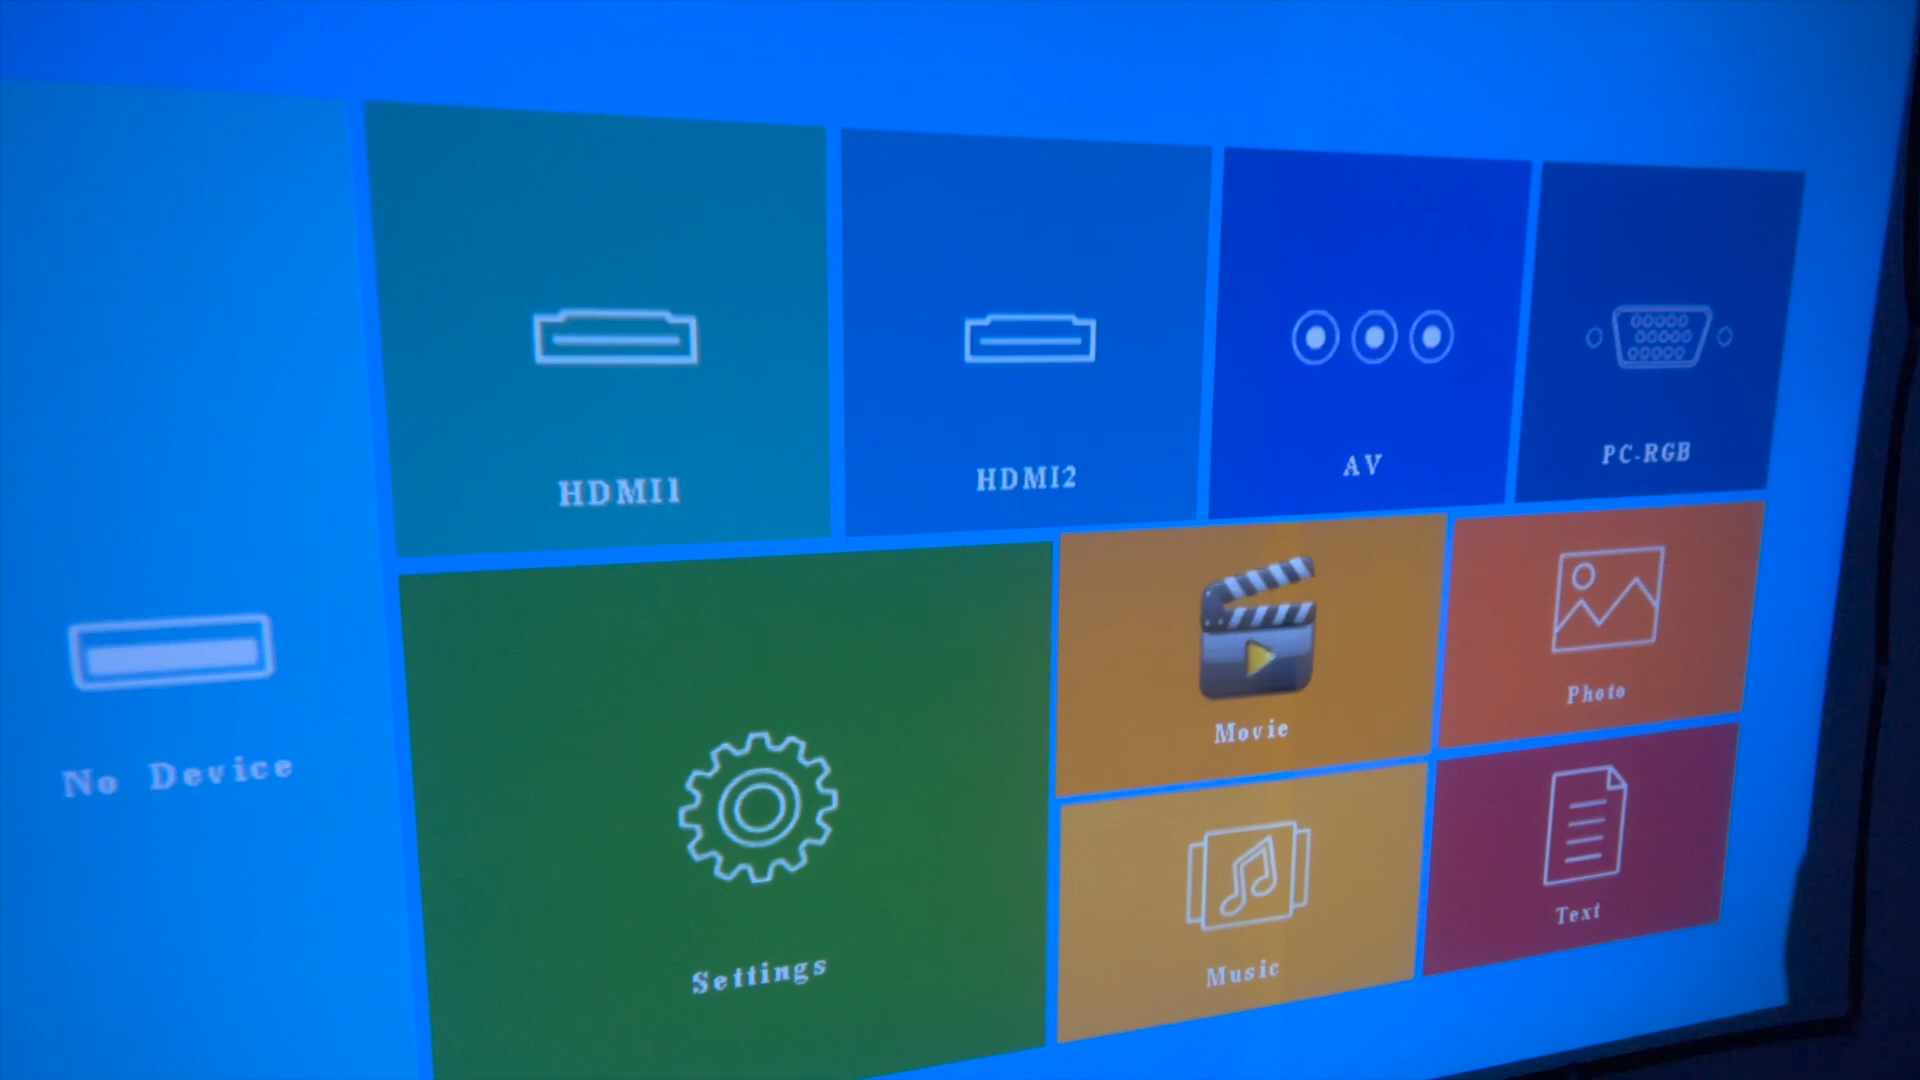 No Device
HDMI1
HDMI2
AV
PC-RGB
Settings
Movie
Photo
Music
Text